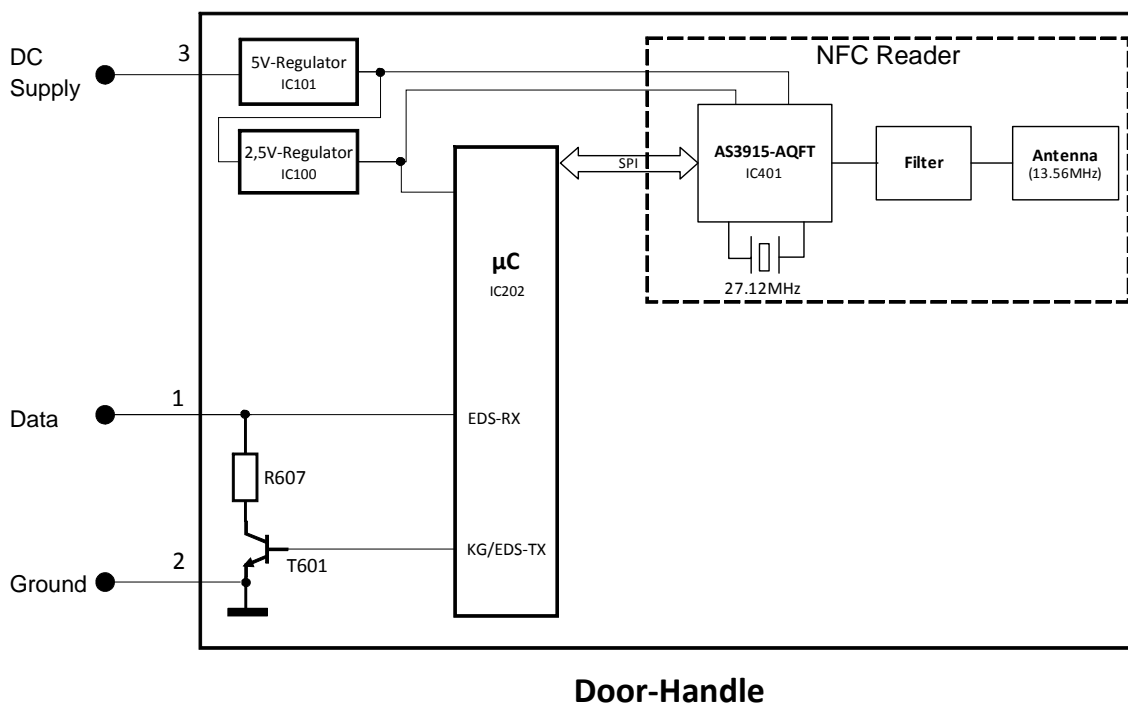 DC
Supply
3
5V-Regulator
IC101
2,5V-Regulator
IC100
NFC Reader
AS3915-AQFT
IC401
Filter
Antenna
(13.56MHz)
SPI
27.12MHz
µC
IC202
Data
1
EDS-RX
R607
KG/EDS-TX
T601
Ground
2
Door-Handle